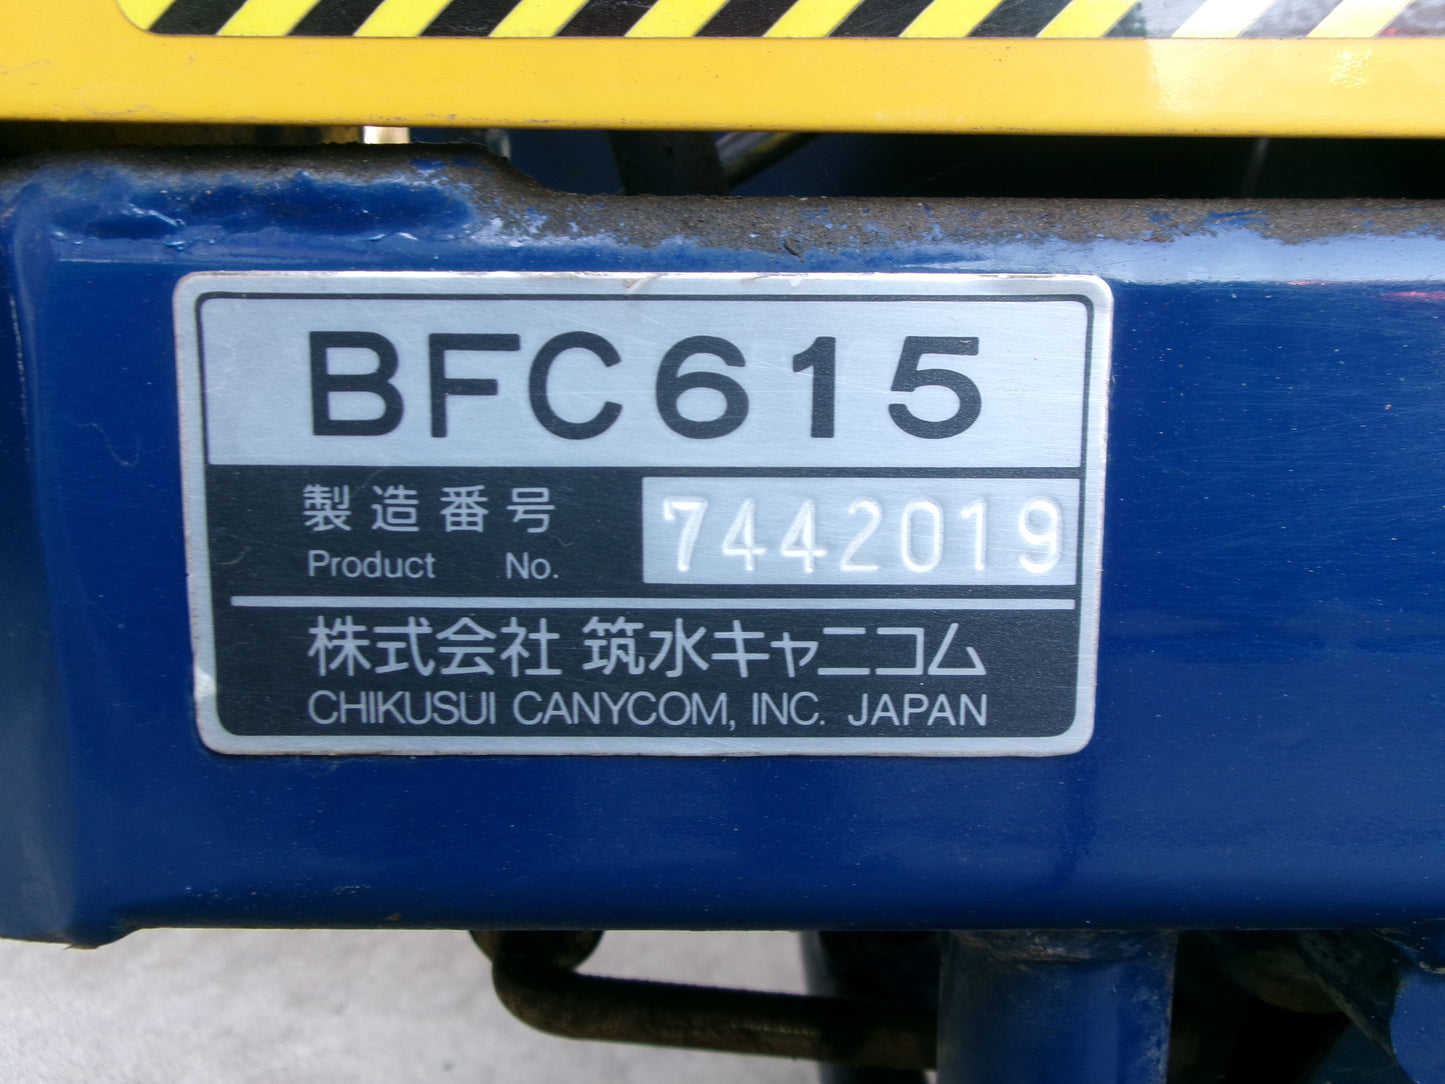 BFC615
製造番号 7442019
Product No.
株式会社 筑水キャニコム
CHIKUSUI CANYCOM, INC. JAPAN